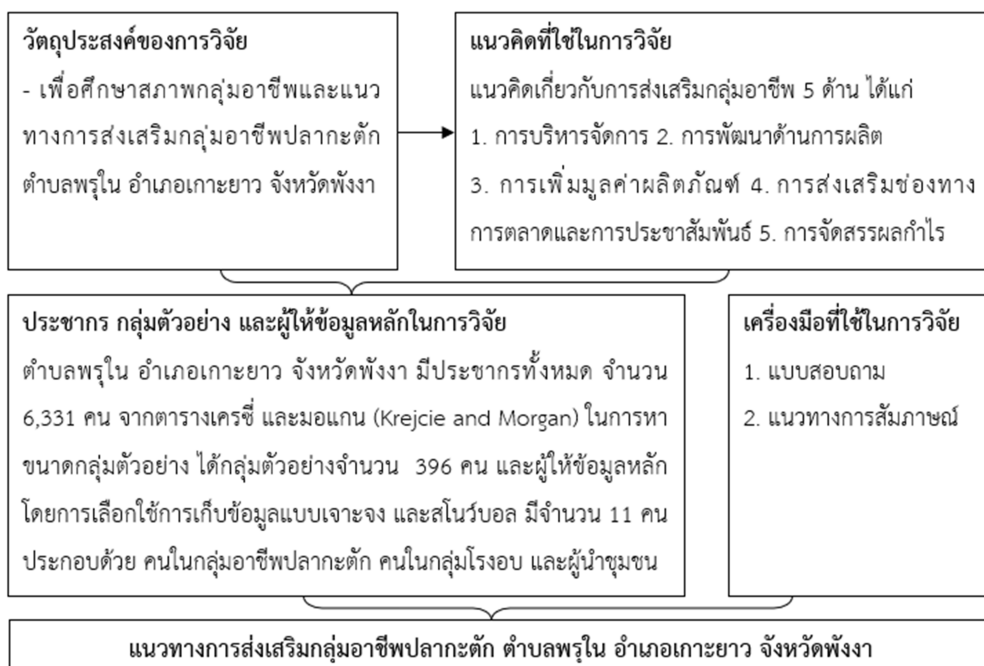 วัตถุประสงค์ของการวิจัย
- เพื่อศึกษาสภาพกลุ่มอาชีพและแนว
ทางการส่งเสริมกลุ่มอาชีพปลากะตัก
ตำบลพรุใน อำเภอเกาะยาว จังหวัดพังงา
แนวคิดที่ใช้ในการวิจัย
แนวคิดเกี่ยวกับการส่งเสริมกลุ่มอาชีพ 5 ด้าน ได้แก่
1. การบริหารจัดการ 2. การพัฒนาด้านการผลิต
3. การเพิ่มมูลค่าผลิตภัณฑ์ 4. การส่งเสริมช่องทาง
การตลาดและการประชาสัมพันธ์ 5. การจัดสรรผลกำไร
ประชากร กลุ่มตัวอย่าง และผู้ให้ข้อมูลหลักในการวิจัย
ตำบลพรุใน อำเภอเกาะยาว จังหวัดพังงา มีประชากรทั้งหมด จำนวน
6,331 คน จากตารางเครซี่ และมอแกน (Krejcie and Morgan) ในการหา
ขนาดกลุ่มตัวอย่าง ได้กลุ่มตัวอย่างจำนวน 396 คน และผู้ให้ข้อมูลหลัก
โดยการเลือกใช้การเก็บข้อมูลแบบเจาะจง และสโนว์บอล มีจำนวน 11 คน
ประกอบด้วย คนในกลุ่มอาชีพปลากะตัก คนในกลุ่มโรงอบ และผู้นำชุมชน
เครื่องมือที่ใช้ในการวิจัย
1. แบบสอบถาม
2. แนวทางการสัมภาษณ์
แนวทางการส่งเสริมกลุ่มอาชีพปลากะตัก ตำบลพรุใน อำเภอเกาะยาว จังหวัดพังงา